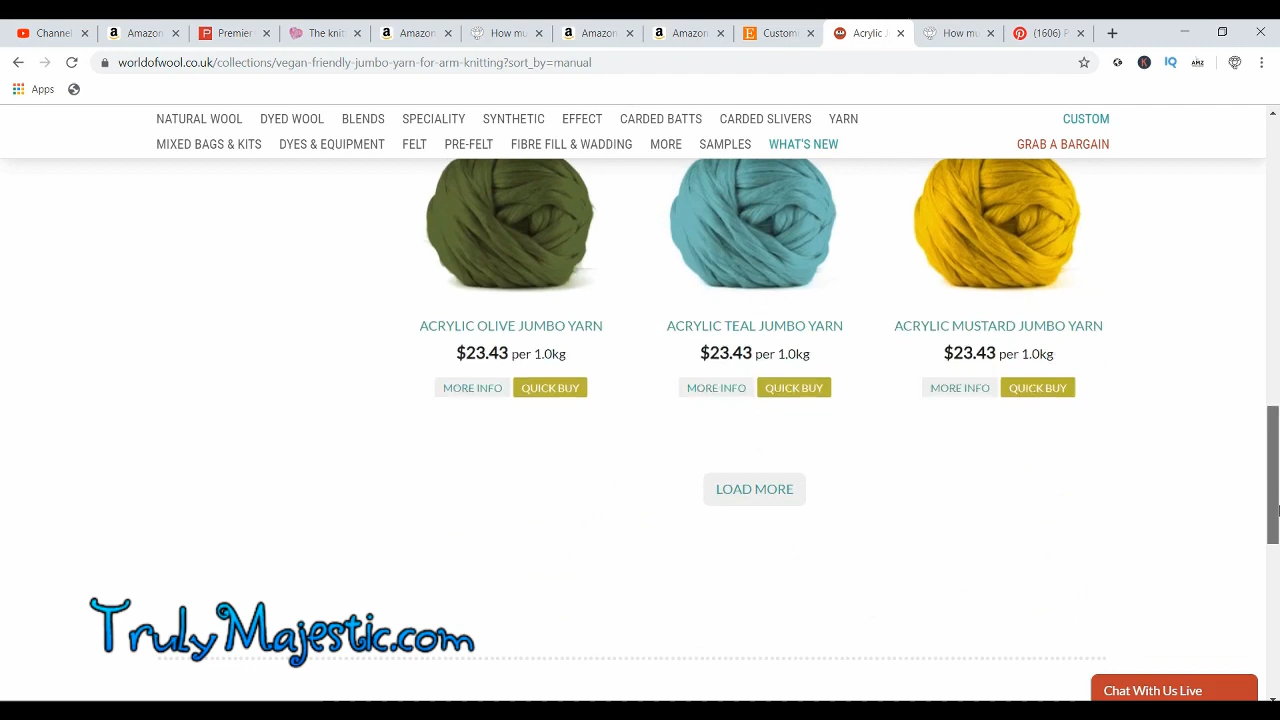 Channel
Amazon
Premier
The knit
Amazon
How mu
Amazon
Amazon
Customi
Acrylic J
How mu
(1606) P
worldofwool.co.uk/collections/vegan-friendly-jumbo-yarn-for-arm-knitting?sort_by=manual
Apps
NATURAL WOOL DYED WOOL BLENDS SPECIALITY SYNTHETIC EFFECT CARDED BATTS CARDED SLIVERS YARN CUSTOM
MIXED BAGS & KITS DYES & EQUIPMENT FELT PRE-FELT FIBRE FILL & WADDING MORE SAMPLES WHAT'S NEW GRAB A BARGAIN
ACRYLIC OLIVE JUMBO YARN ACRYLIC TEAL JUMBO YARN ACRYLIC MUSTARD JUMBO YARN
$23.43 per 1.0kg $23.43 per 1.0kg $23.43 per 1.0kg
MORE INFO QUICK BUY MORE INFO QUICK BUY MORE INFO QUICK BUY
LOAD MORE
TrulyMajestic.com
Chat With Us Live